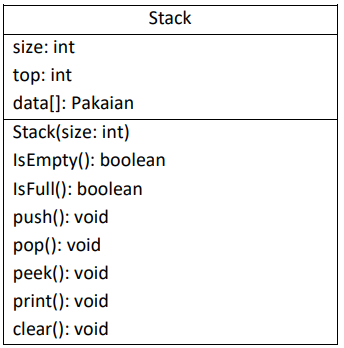 Stack
size: int
top: int
data[]: Pakaian
Stack(size: int)
IsEmpty(): boolean
IsFull(): boolean
push(): void
pop(): void
peek(): void
print(): void
clear(): void